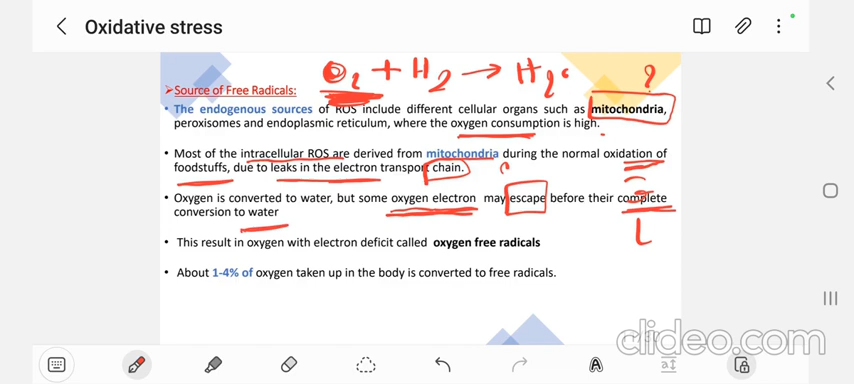 Oxidative stress
O2 + H2 → H2O ?
➢Source of Free Radicals:
• The endogenous sources of ROS include different cellular organs such as mitochondria,
peroxisomes and endoplasmic reticulum, where the oxygen consumption is high.
• Most of the intracellular ROS are derived from mitochondria during the normal oxidation of
foodstuffs, due to leaks in the electron transport chain.
• Oxygen is converted to water, but some oxygen electron may escape before their complete
conversion to water
• This result in oxygen with electron deficit called oxygen free radicals
• About 1-4% of oxygen taken up in the body is converted to free radicals.
clideo.com